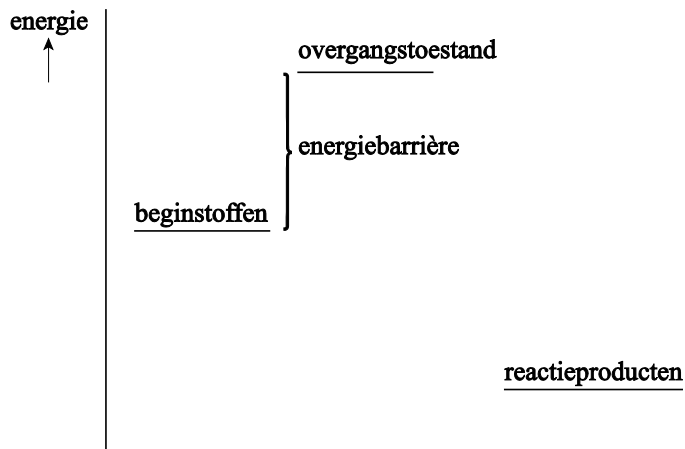 energie
overgangstoestand
energiebarrière
beginstoffen
reactieproducten